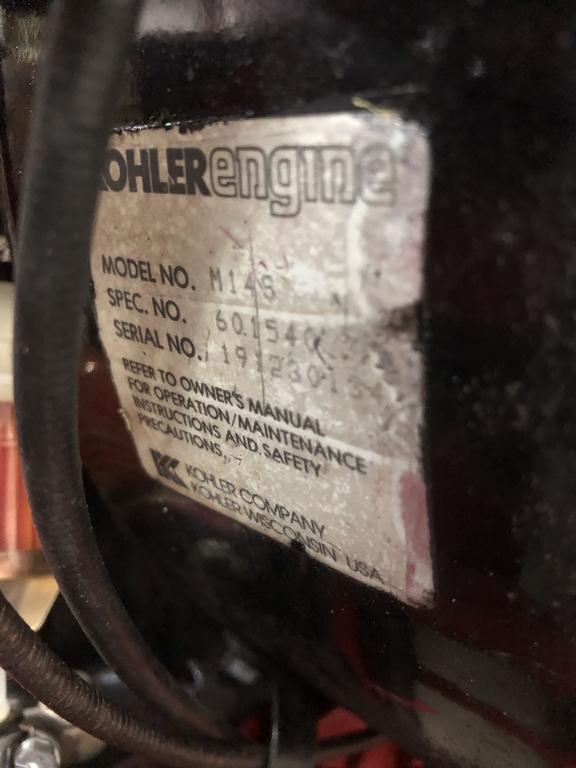 KOHLERengine
MODEL NO. M14S
SPEC. NO.
SERIAL NO.
REFER TO OWNER'S MANUAL
FOR OPERATION/MAINTENANCE
INSTRUCTIONS AND SAFETY
PRECAUTIONS,
KOHLER COMPANY
KOHLER WISCONSIN USA